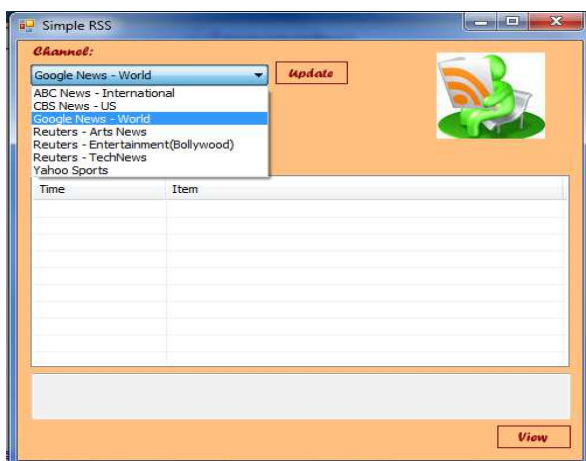 Simple RSS
Channel:
Google News - World
Update
ABC News - International
CBS News - US
Google News - World
Reuters - Arts News
Reuters - Entertainment(Bollywood)
Reuters - TechNews
Yahoo Sports
Time Item
View